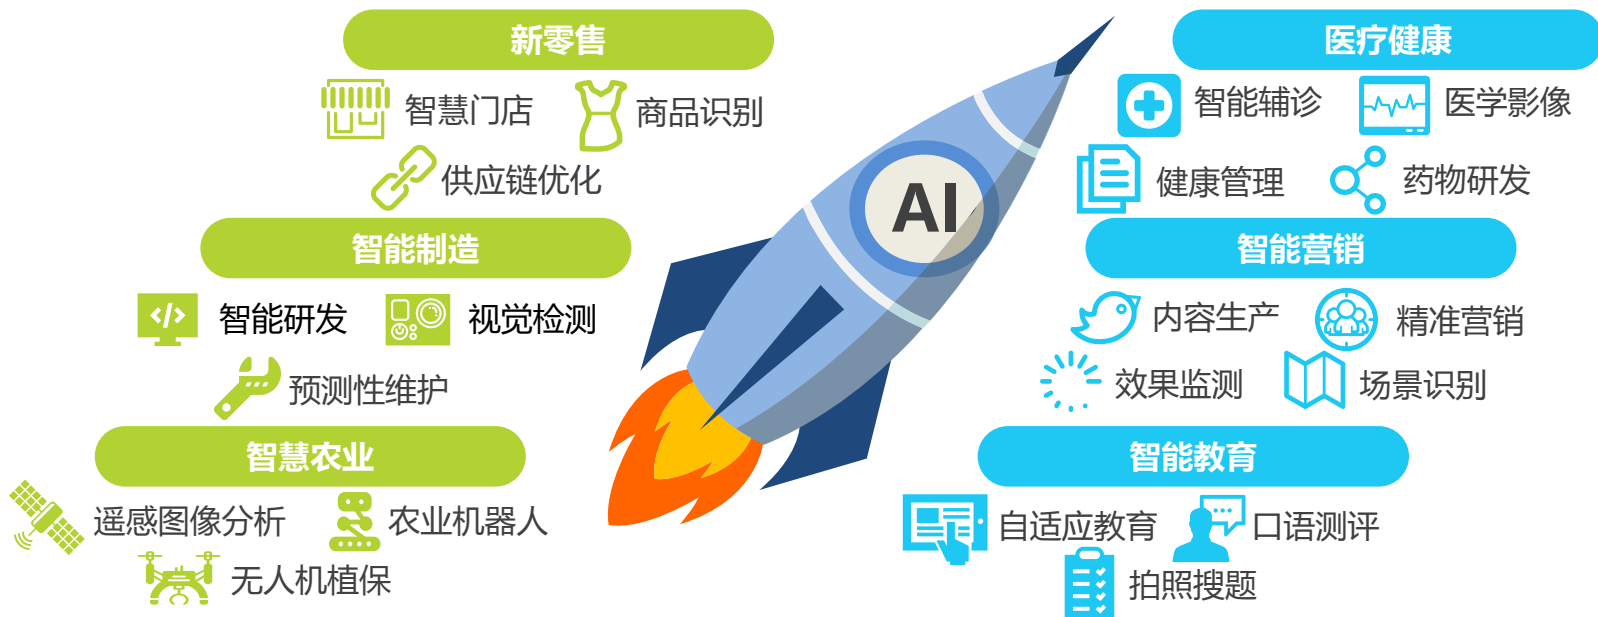 新零售
智慧门店
商品识别
供应链优化
智能制造
智能研发
视觉检测
预测性维护
智慧农业
遥感图像分析
农业机器人
无人机植保
AI
医疗健康
智能辅诊
医学影像
健康管理
药物研发
智能营销
内容生产
精准营销
效果监测
场景识别
智能教育
自适应教育
口语测评
拍照搜题